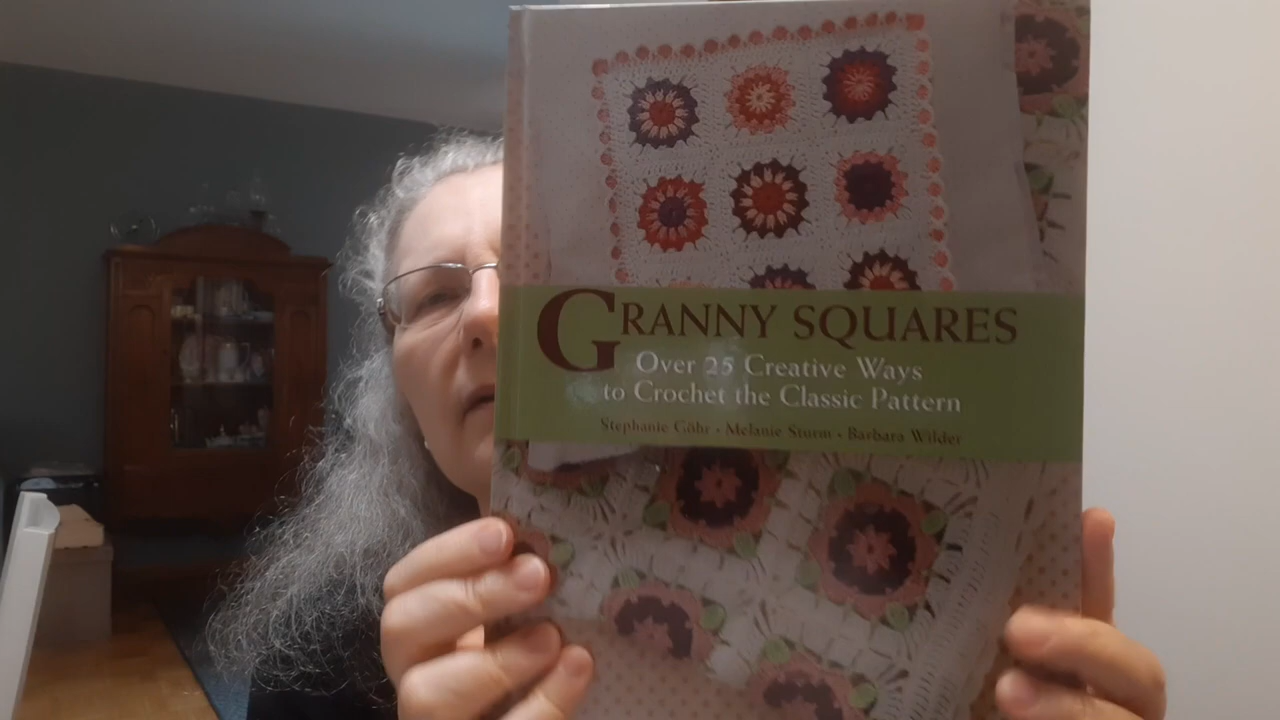 GRANNY SQUARES
Over 25 Creative Ways
to Crochet the Classic Pattern
Stephanie Göhr · Melanie Sturm · Barbara Wilder